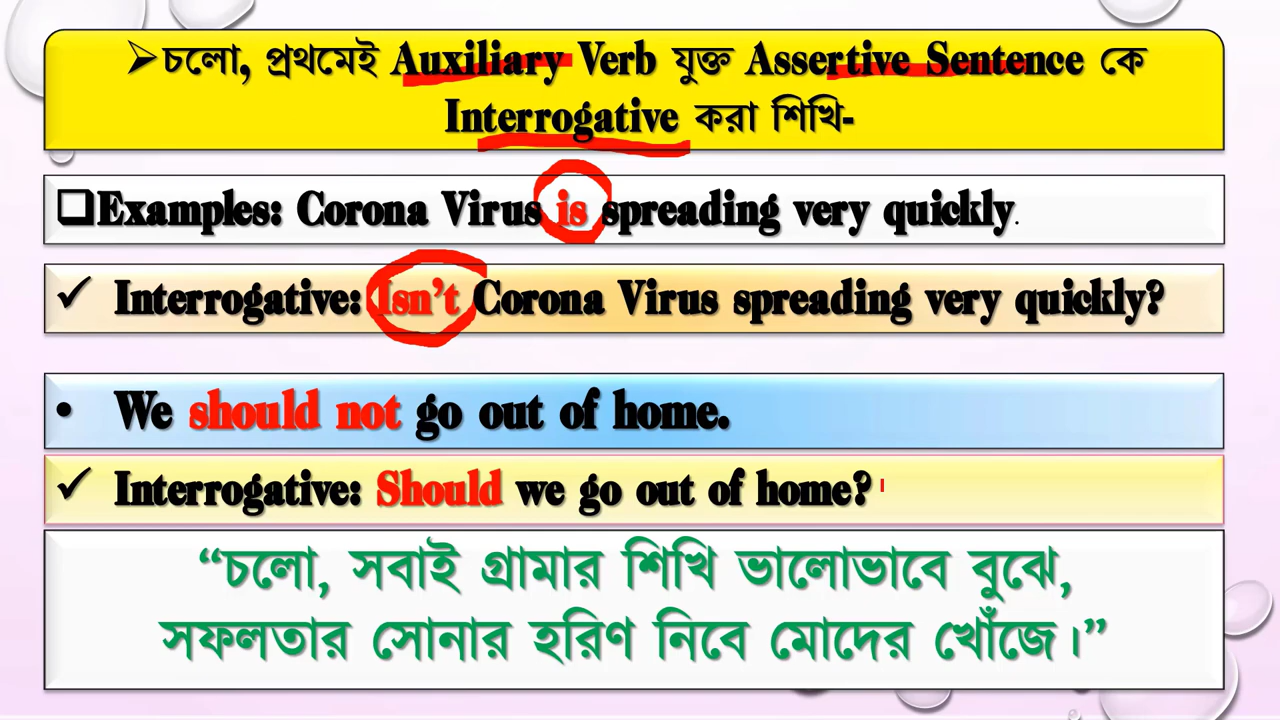 ➢চলো, প্রথমেই Auxiliary Verb যুক্ত Assertive Sentence কে
Interrogative করা শিখি-
❑Examples: Corona Virus is spreading very quickly.
✓ Interrogative: Isn't Corona Virus spreading very quickly?
• We should not go out of home.
✓ Interrogative: Should we go out of home?
“চলো, সবাই গ্রামার শিখি ভালোভাবে বুঝে,
সফলতার সোনার হরিণ নিবে মোদের খোঁজে।”